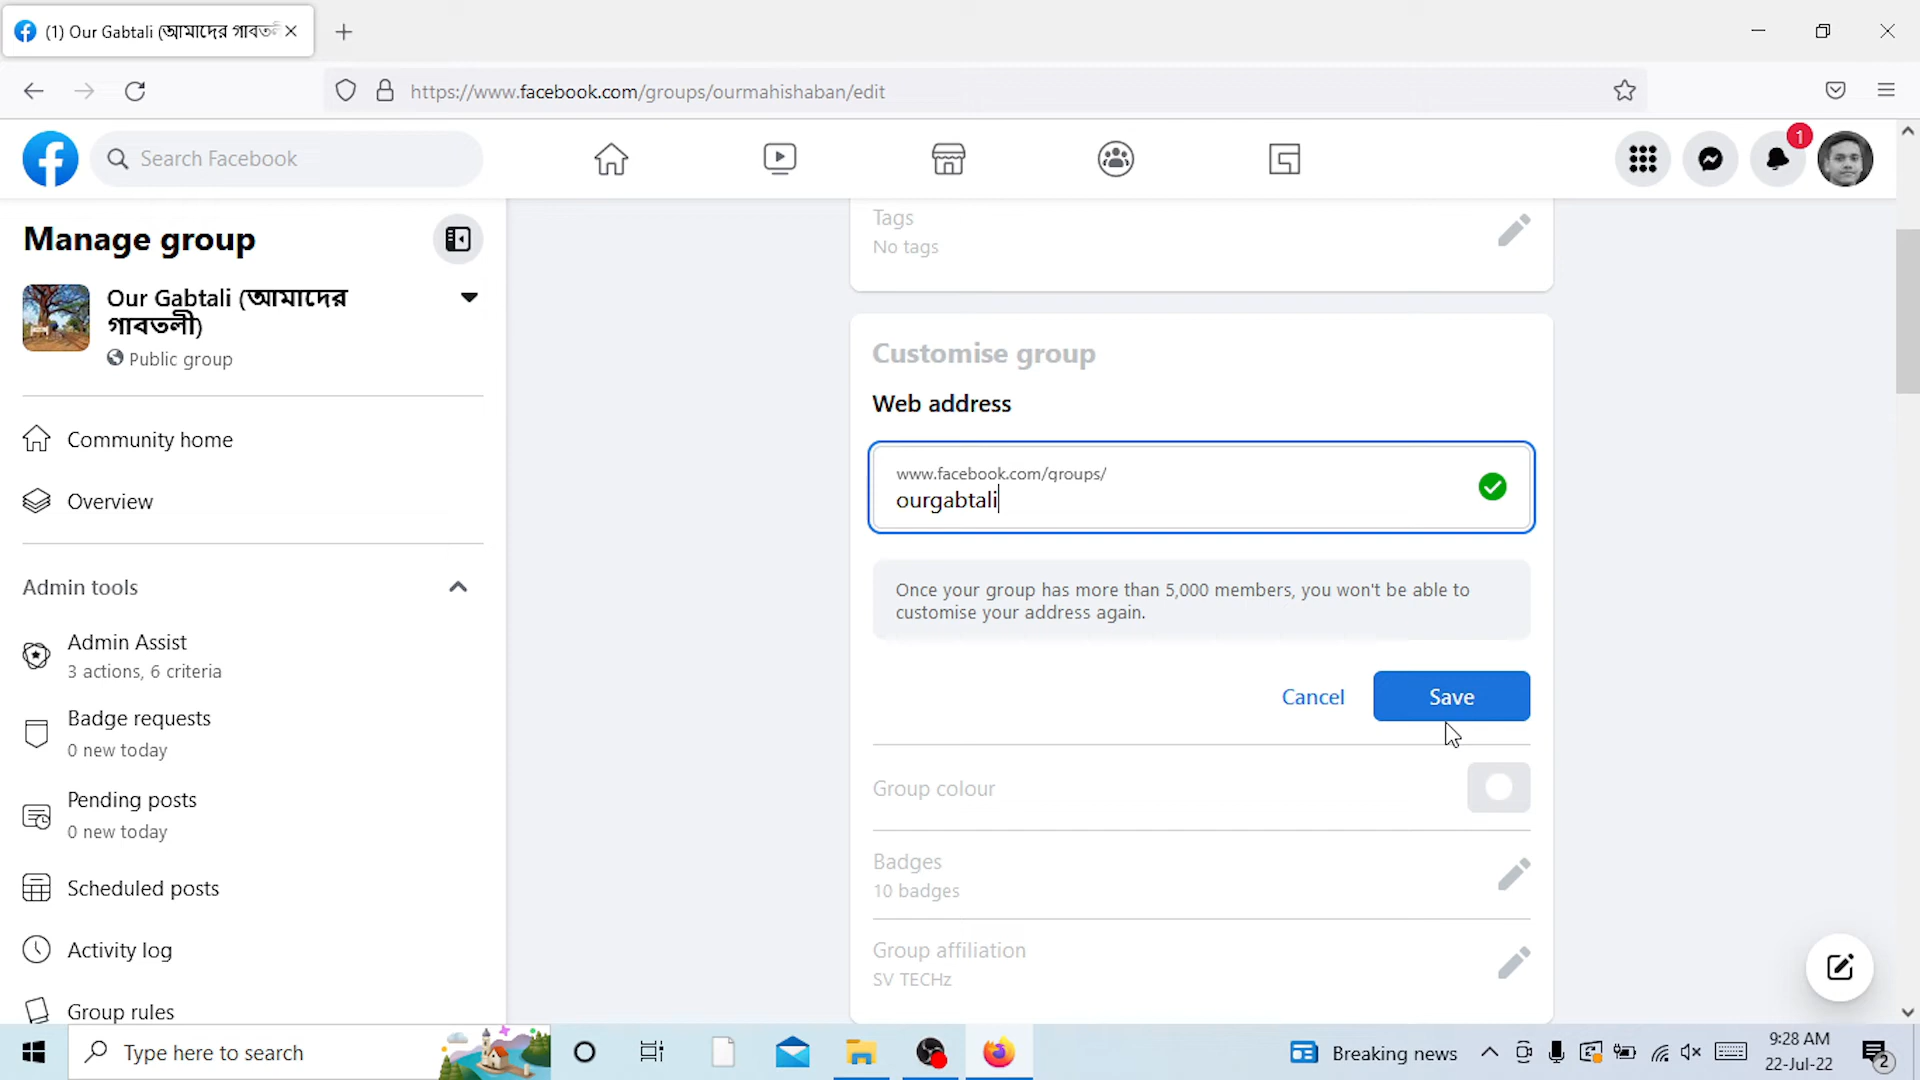 (1) Our Gabtali (আমাদের গাবতলী
https://www.facebook.com/groups/ourmahishaban/edit
Search Facebook
1
Manage group
Our Gabtali (আমাদের
গাবতলী)
Public group
Community home
Overview
Admin tools
Admin Assist
3 actions, 6 criteria
Badge requests
0 new today
Pending posts
0 new today
Scheduled posts
Activity log
Group rules
Tags
No tags
Customise group
Web address
www.facebook.com/groups/
ourgabtali
Once your group has more than 5,000 members, you won't be able to
customise your address again.
Cancel
Save
Group colour
Badges
10 badges
Group affiliation
SV TECHz
Type here to search
Breaking news
9:28 AM
22-Jul-22
2